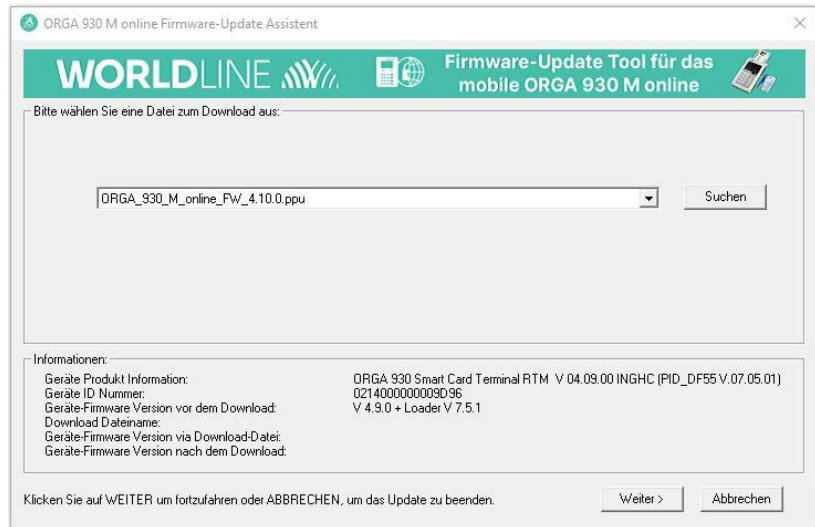 ORGA 930 M online Firmware-Update Assistent
WORLDLINE
Firmware-Update Tool für das
mobile ORGA 930 M online
Bitte wählen Sie eine Datei zum Download aus:
ORGA_930_M_online_FW_4.10.0.ppu
Suchen
Informationen:
Geräte Produkt Information: ORGA 930 Smart Card Terminal RTM V 04.09.00 INGHC (PID_DF55 V.07.05.01)
Geräte ID Nummer: 0214000000009D96
Geräte-Firmware Version vor dem Download: V 4.9.0 + Loader V 7.5.1
Download Dateiname:
Geräte-Firmware Version via Download-Datei:
Geräte-Firmware Version nach dem Download:
Klicken Sie auf WEITER um fortzufahren oder ABBRECHEN, um das Update zu beenden.
Weiter >
Abbrechen